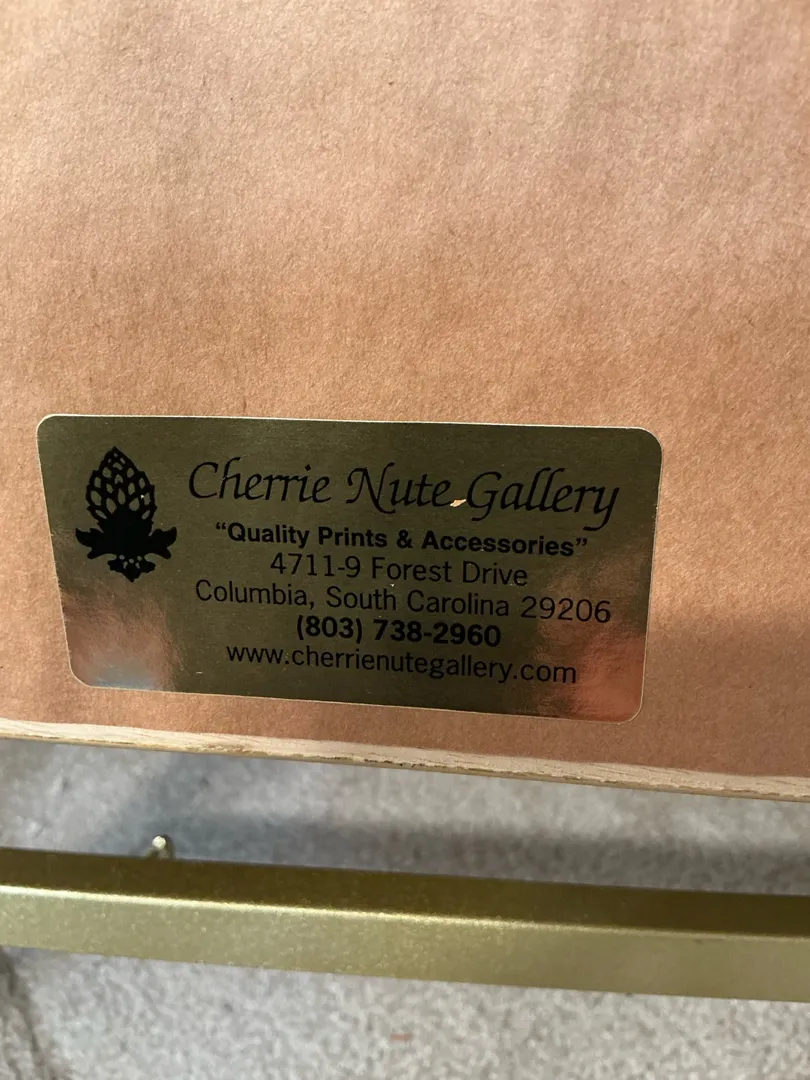 Cherrie Nute Gallery
“Quality Prints & Accessories”
4711-9 Forest Drive
Columbia, South Carolina 29206
(803) 738-2960
www.cherrienutegallery.com